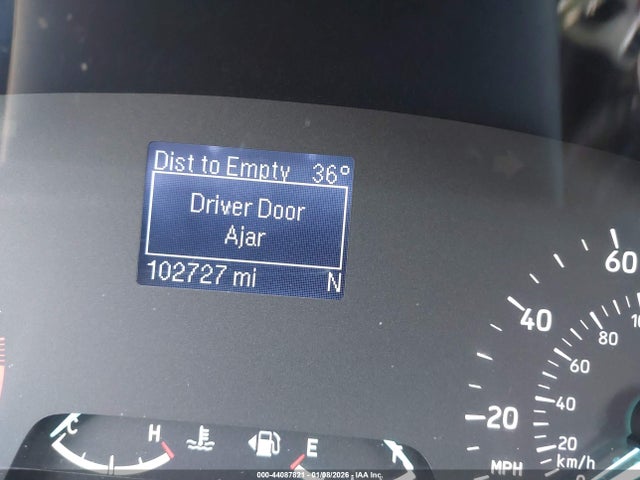 Dist to Empty 36°
Driver Door
Ajar
102727 mi N
60
40
20
MPH
80
60
40
20
km/h
C H E
000-44087821 - 01/08/2026 - IAA Inc.